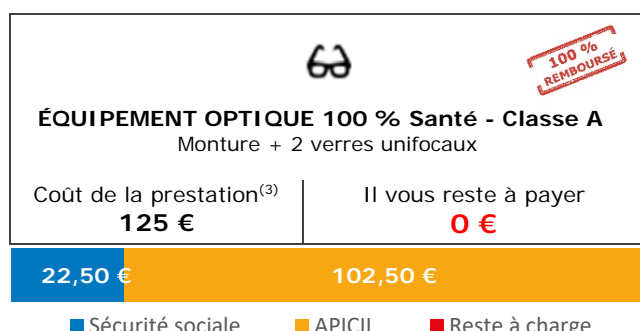 100 %
REMBOURSÉ
ÉQUIPEMENT OPTIQUE 100 % Santé - Classe A
Monture + 2 verres unifocaux
Coût de la prestation(3)
125 €
Il vous reste à payer
0 €
22,50 €
102,50 €
Sécurité sociale
APICIL
Reste à charge